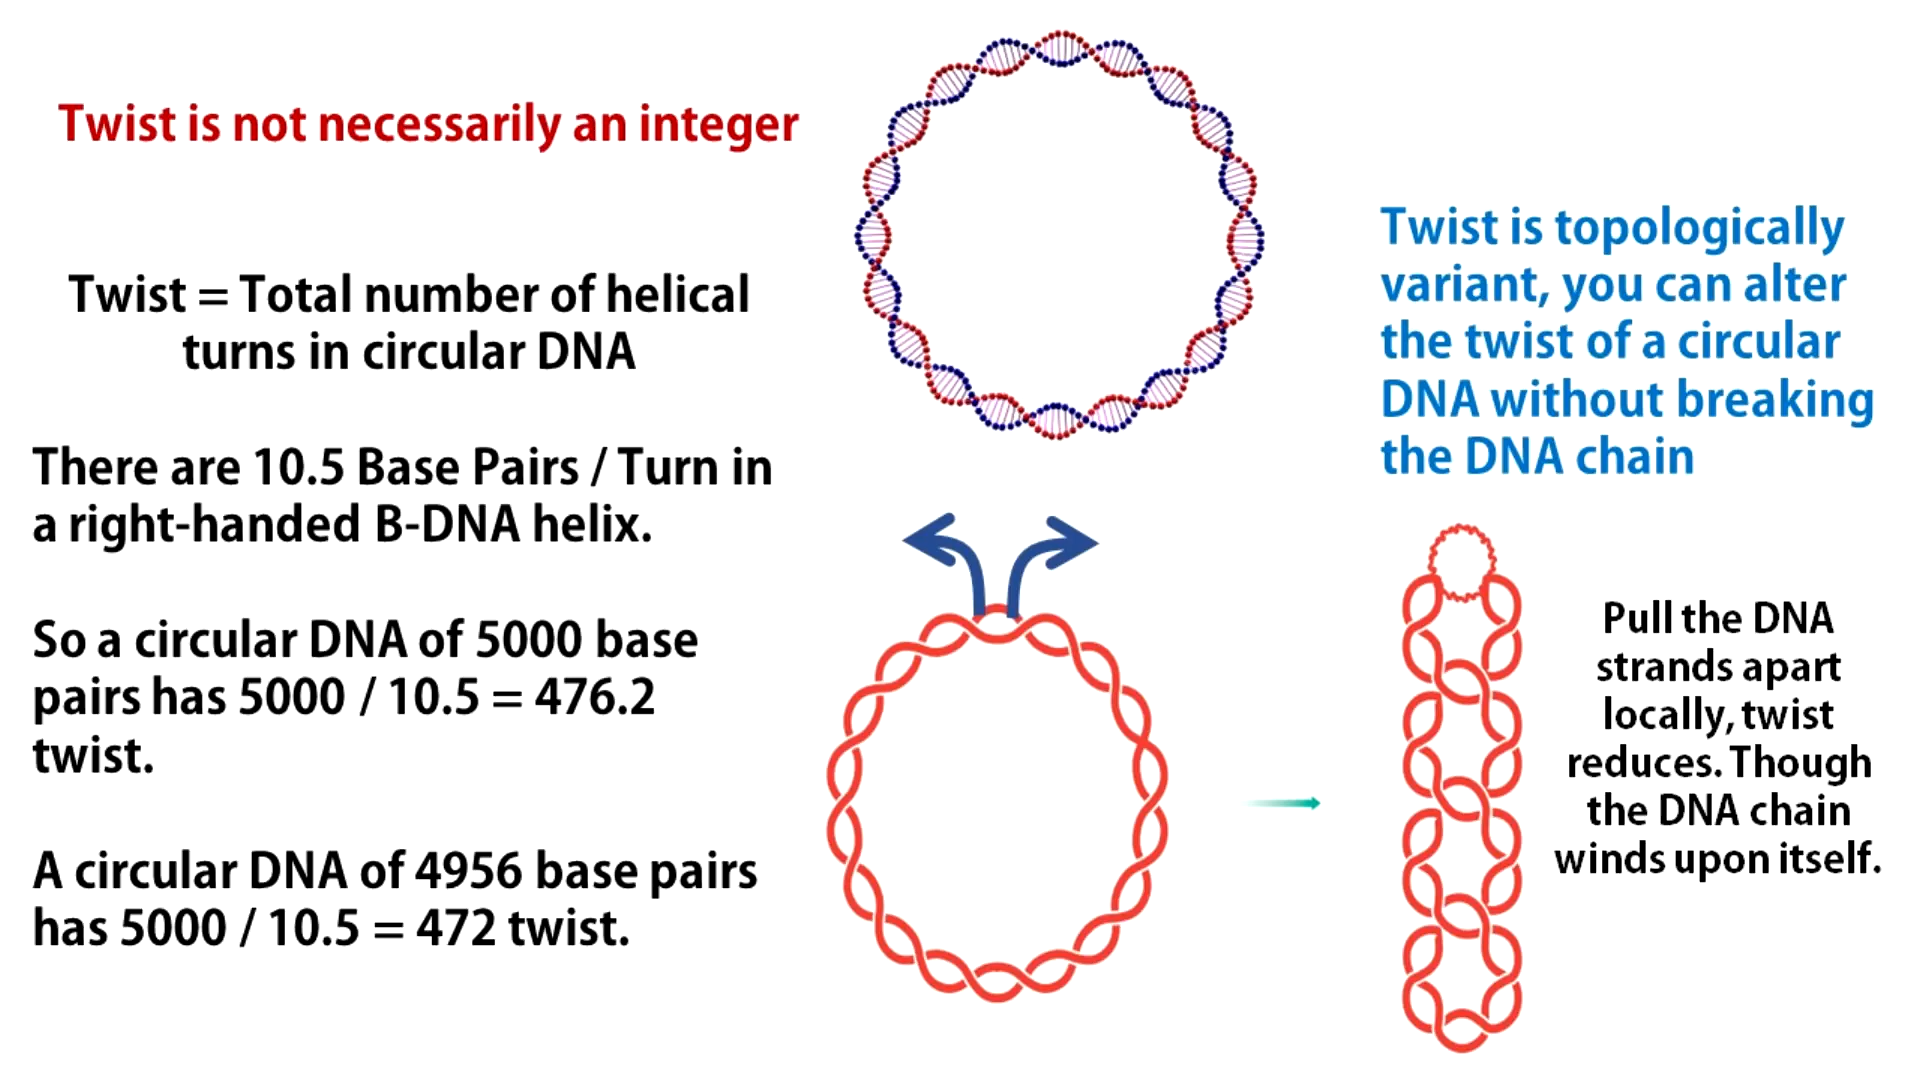 Twist is not necessarily an integer
Twist = Total number of helical
turns in circular DNA
There are 10.5 Base Pairs / Turn in
a right-handed B-DNA helix.
So a circular DNA of 5000 base
pairs has 5000 / 10.5 = 476.2
twist.
A circular DNA of 4956 base pairs
has 5000 / 10.5 = 472 twist.
Twist is topologically
variant, you can alter
the twist of a circular
DNA without breaking
the DNA chain
Pull the DNA
strands apart
locally, twist
reduces. Though
the DNA chain
winds upon itself.